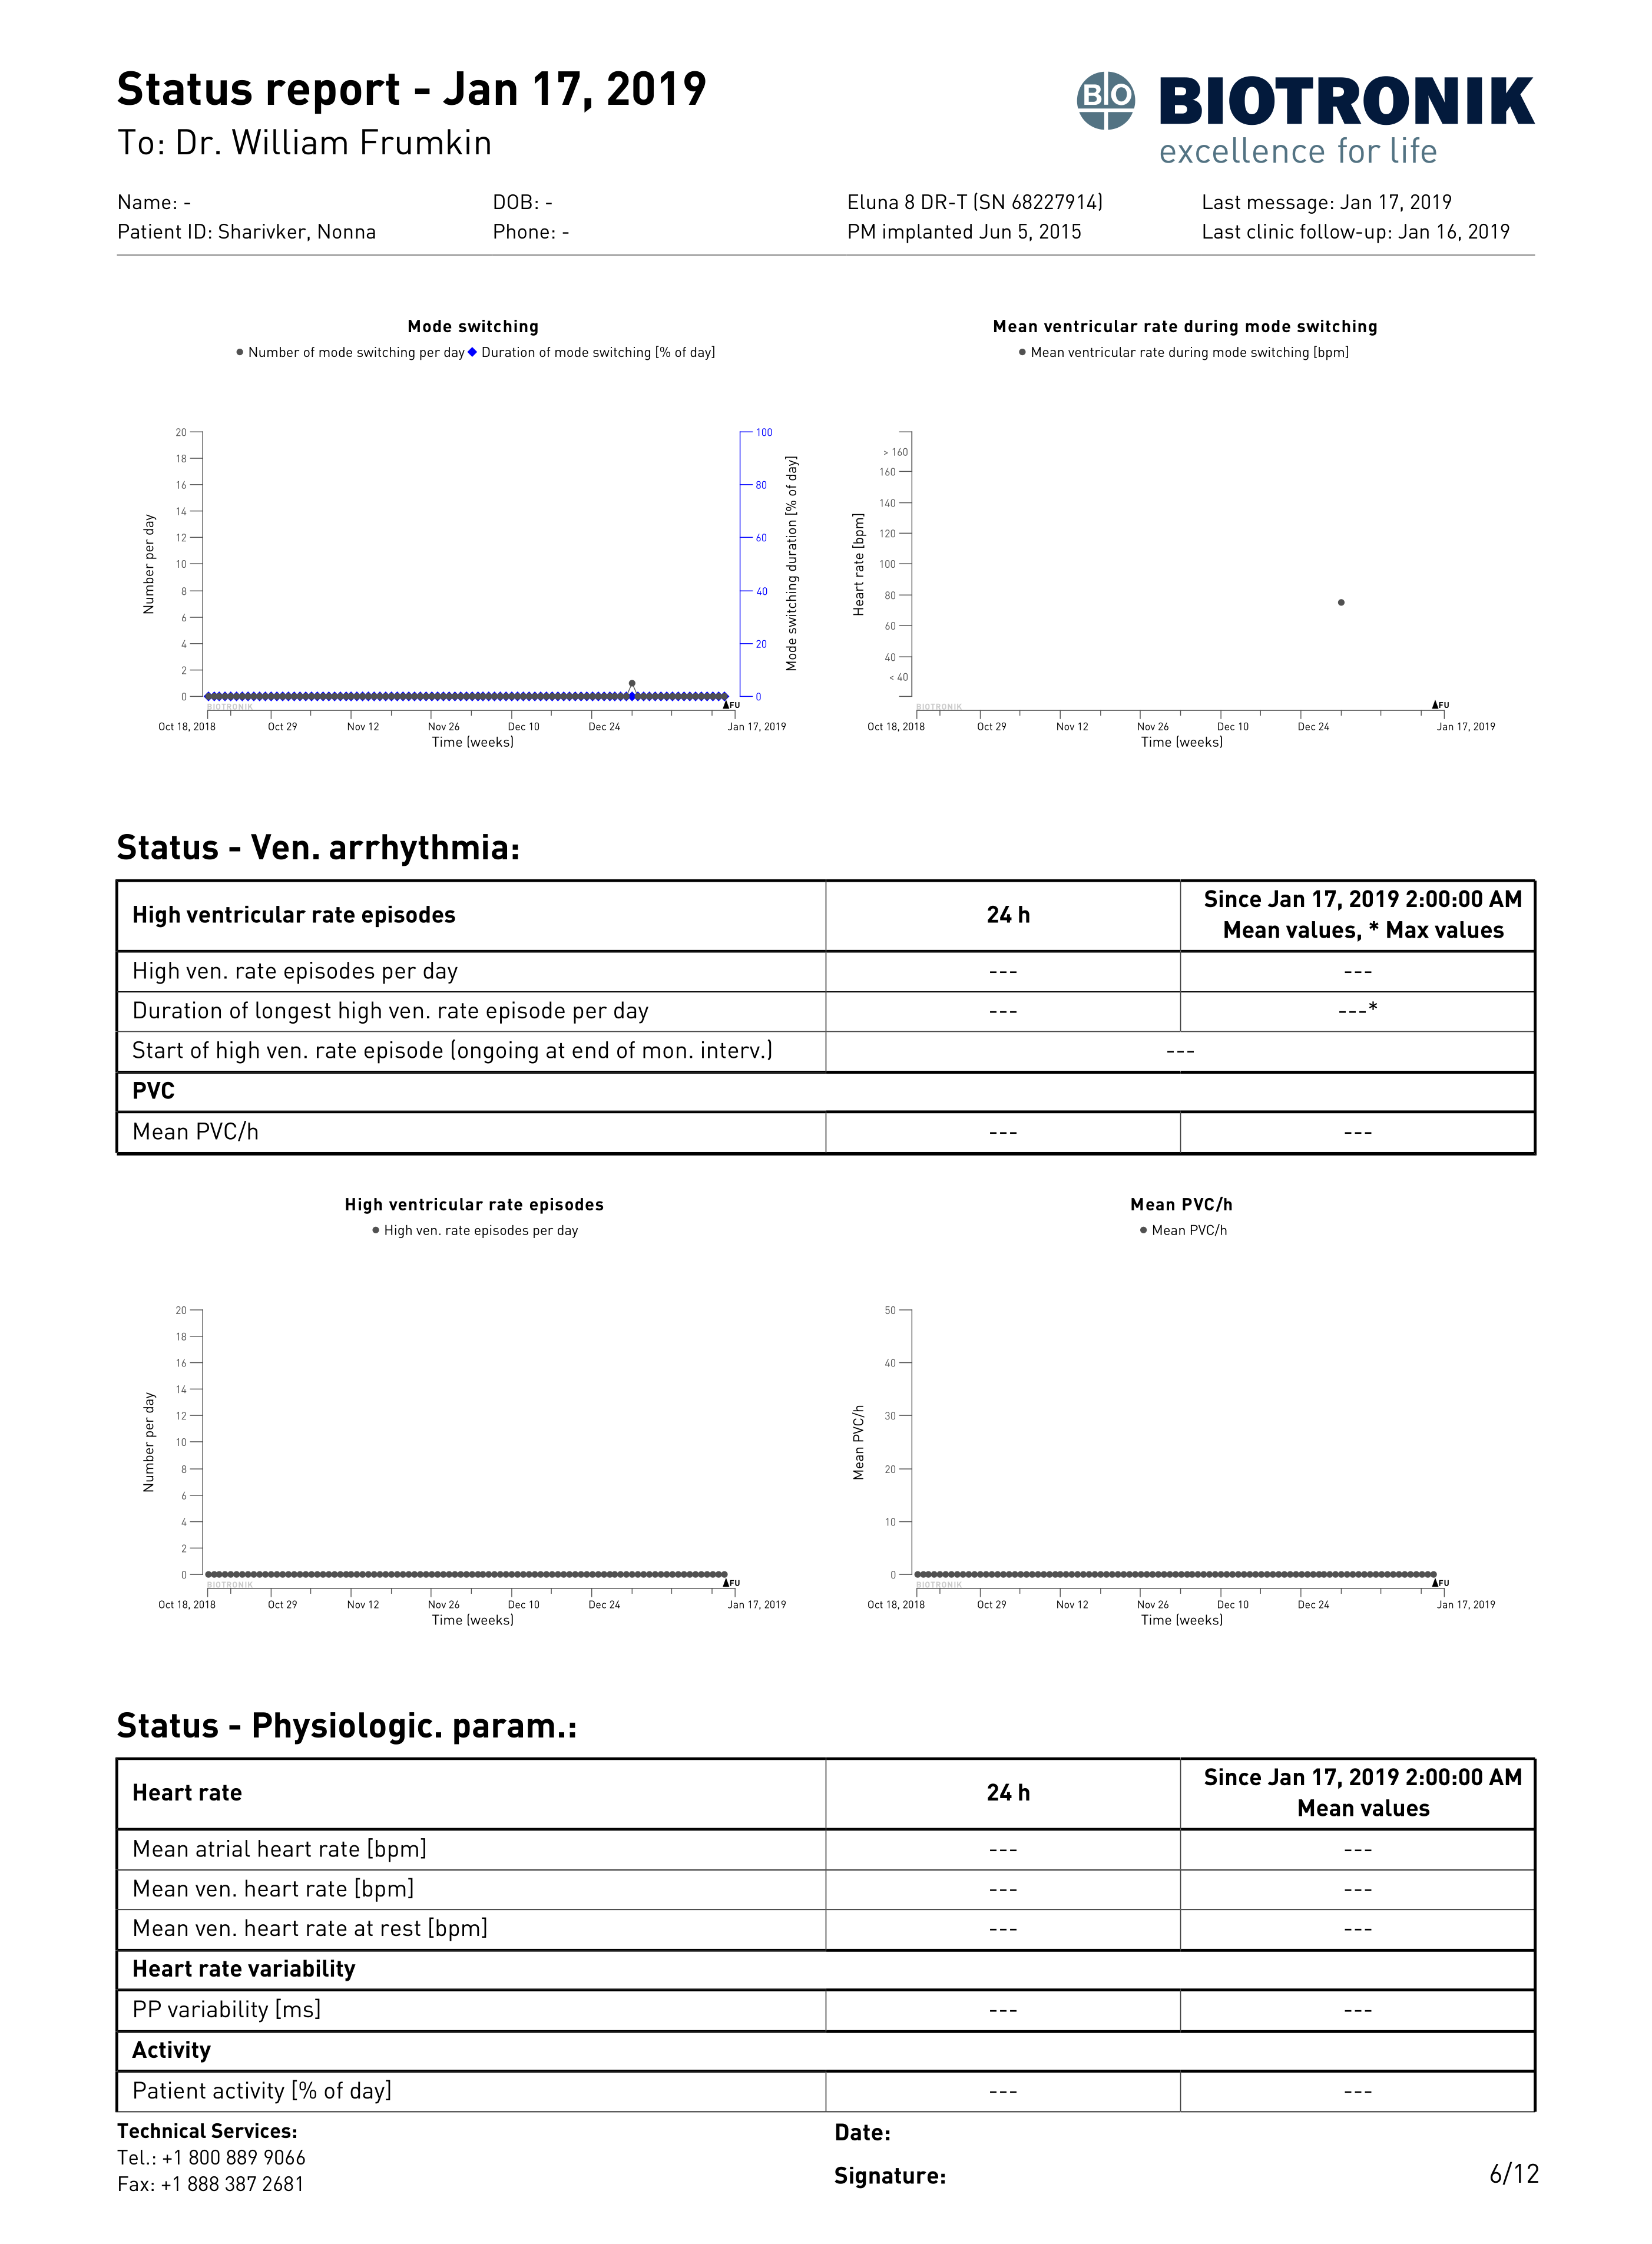 Status report - Jan 17, 2019
To: Dr. William Frumkin
BIO BIOTRONIK
excellence for life
Name: - DOB: - Eluna 8 DR-T (SN 68227914) Last message: Jan 17, 2019
Patient ID: Sharivker, Nonna Phone: - PM implanted Jun 5, 2015 Last clinic follow-up: Jan 16, 2019
Mode switching
Number of mode switching per day Duration of mode switching [% of day]
Number per day
20
18
16
14
12
10
8
6
4
2
0
100
80
60
40
20
0
Mode switching duration [% of day]
BIOTRONIK
FU
Oct 18, 2018 Oct 29 Nov 12 Nov 26 Dec 10 Dec 24 Jan 17, 2019
Time (weeks)
Mean ventricular rate during mode switching
Mean ventricular rate during mode switching [bpm]
Heart rate [bpm]
> 160
160
140
120
100
80
60
40
< 40
BIOTRONIK
FU
Oct 18, 2018 Oct 29 Nov 12 Nov 26 Dec 10 Dec 24 Jan 17, 2019
Time (weeks)
Status - Ven. arrhythmia:
High ventricular rate episodes 24 h Since Jan 17, 2019 2:00:00 AM
Mean values, * Max values
High ven. rate episodes per day --- ---
Duration of longest high ven. rate episode per day --- ---*
Start of high ven. rate episode (ongoing at end of mon. interv.) ---
PVC
Mean PVC/h --- ---
High ventricular rate episodes
High ven. rate episodes per day
Number per day
20
18
16
14
12
10
8
6
4
2
0
BIOTRONIK
FU
Oct 18, 2018 Oct 29 Nov 12 Nov 26 Dec 10 Dec 24 Jan 17, 2019
Time (weeks)
Mean PVC/h
Mean PVC/h
Mean PVC/h
50
40
30
20
10
0
BIOTRONIK
FU
Oct 18, 2018 Oct 29 Nov 12 Nov 26 Dec 10 Dec 24 Jan 17, 2019
Time (weeks)
Status - Physiologic. param.:
Heart rate 24 h Since Jan 17, 2019 2:00:00 AM
Mean values
Mean atrial heart rate [bpm] --- ---
Mean ven. heart rate [bpm] --- ---
Mean ven. heart rate at rest [bpm] --- ---
Heart rate variability
PP variability [ms] --- ---
Activity
Patient activity [% of day] --- ---
Technical Services:
Tel.: +1 800 889 9066
Fax: +1 888 387 2681
Date:
Signature:
6/12